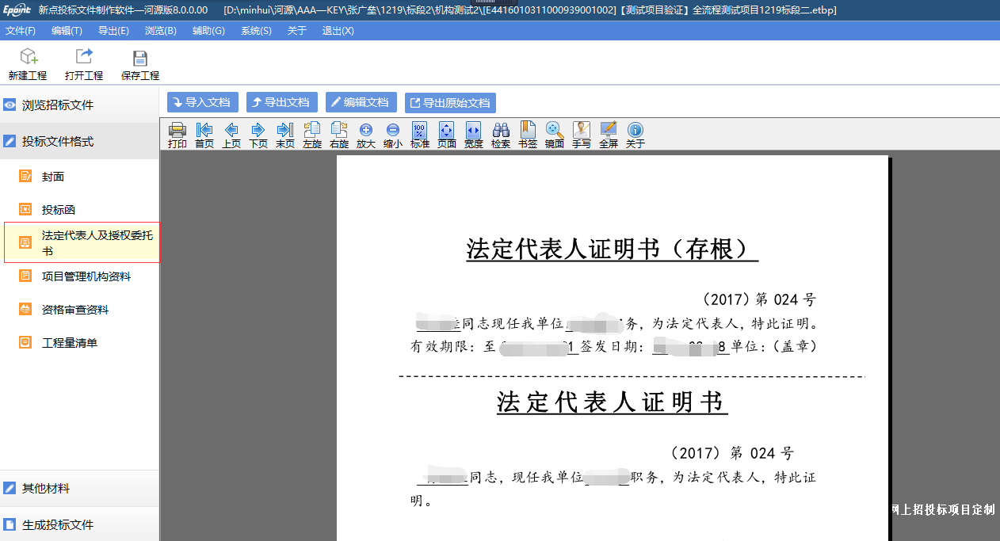 Epoint 新点投标文件制作软件—河源版8.0.0.00 [D:\minhui\河源\AAA—KEY\张广垒\1219\标段2\机构测试2\[E4416010311000939001002]【测试项目验证】全流程测试项目1219标段二.etbp]
文件(F) 编辑(T) 导出(E) 浏览(B) 辅助(G) 系统(S) 关于 退出(X)
新建工程 打开工程 保存工程
浏览招标文件
投标文件格式
封面
投标函
法定代表人及授权委托
书
项目管理机构资料
资格审查资料
工程量清单
其他材料
生成投标文件
导入文档 导出文档 编辑文档 导出原始文档
100 %
打印 首页 上页 下页 末页 左旋 右旋 放大 缩小 标准 页面 宽度 检索 书签 镜面 手写 全屏 关于
法定代表人证明书（存根）
（2017）第 024 号
同志现任我单位 务，为法定代表人，特此证明。
有效期限：至 1 签发日期： 8 单位：（盖章）
法定代表人证明书
（2017）第 024 号
同志，现任我单位 职务，为法定代表人，特此证
明。
网上招投标项目定制